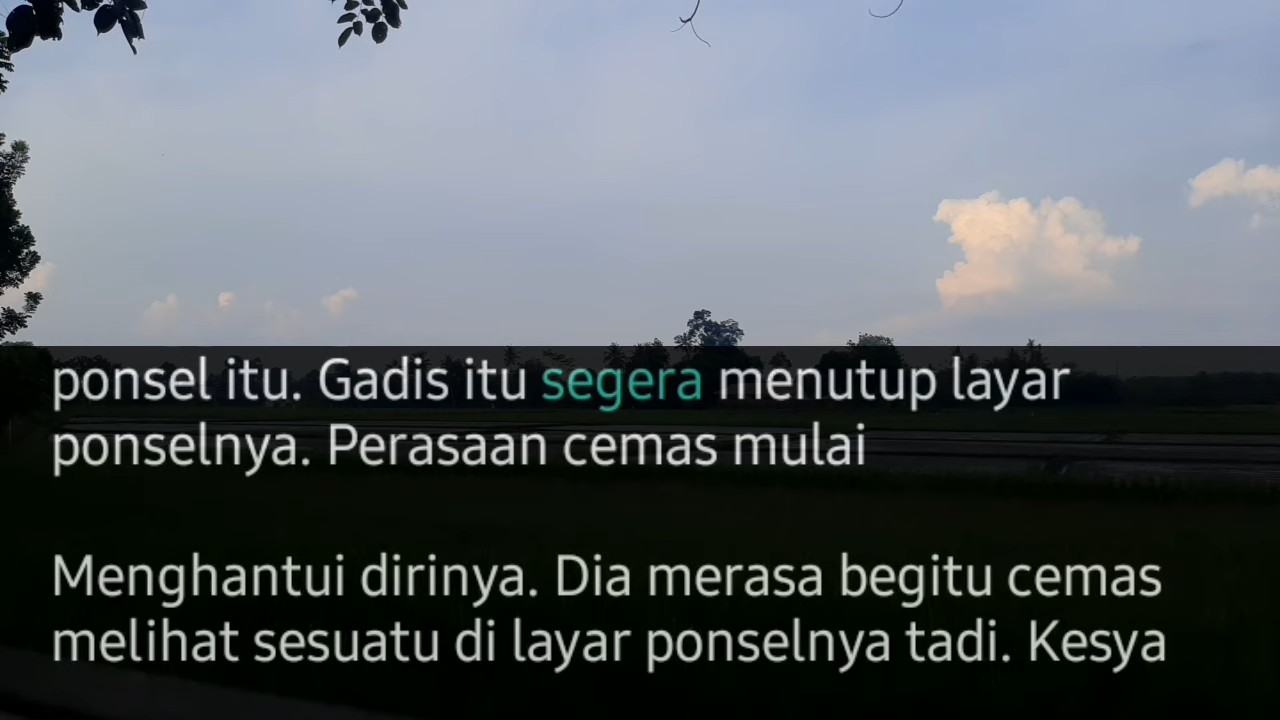 ponsel itu. Gadis itu segera menutup layar
ponselnya. Perasaan cemas mulai
Menghantui dirinya. Dia merasa begitu cemas
melihat sesuatu di layar ponselnya tadi. Kesya